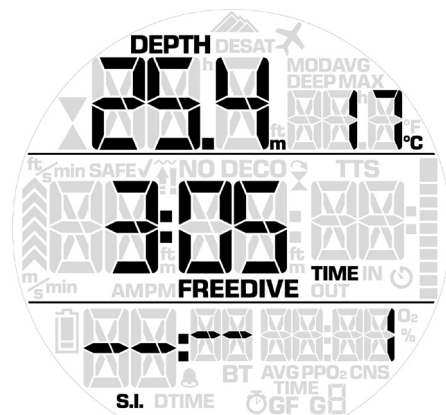 DEPTH DESAT
MODAVG
DEEP MAX
25.4 ft m 17 °F °C
ft/s min SAFE✓ NO DECO TTS
3:05
m/s min AMPM FREEDIVE TIME IN OUT
--:-- 1 O2 %
BT AVG PPO2 CNS
S.I. DTIME TIME GF G